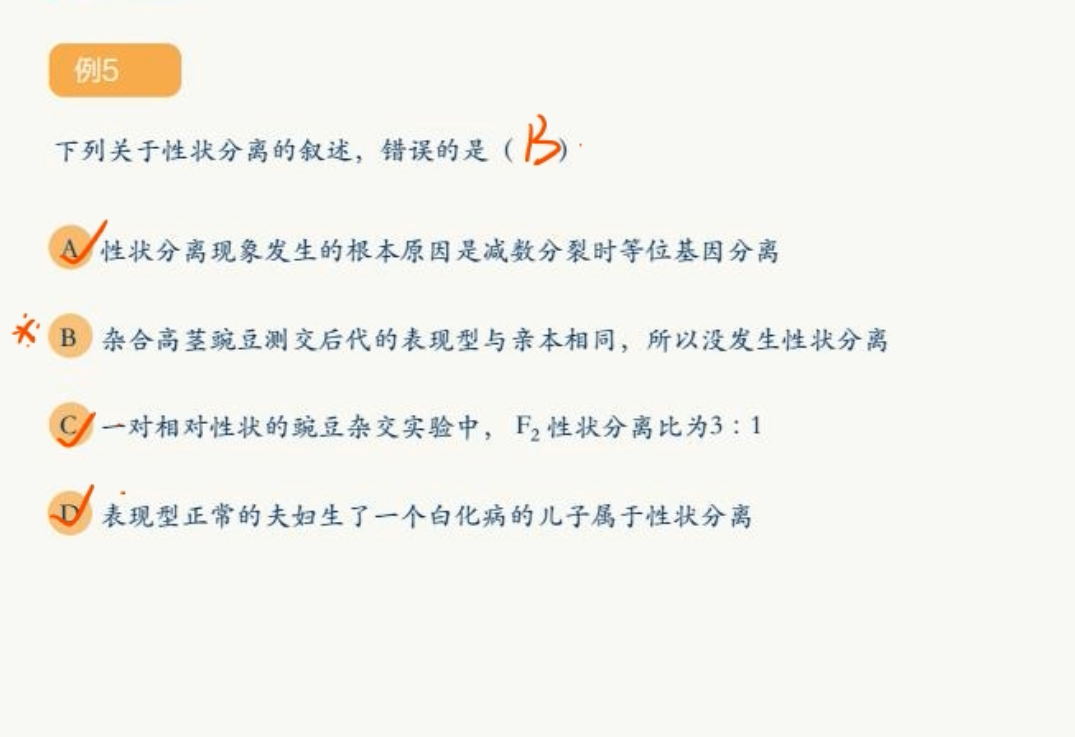 例5
下列关于性状分离的叙述，错误的是（B）
A 性状分离现象发生的根本原因是减数分裂时等位基因分离
B 杂合高茎豌豆测交后代的表现型与亲本相同，所以没发生性状分离
C 一对相对性状的豌豆杂交实验中，F₂性状分离比为3：1
D 表现型正常的夫妇生了一个白化病的儿子属于性状分离